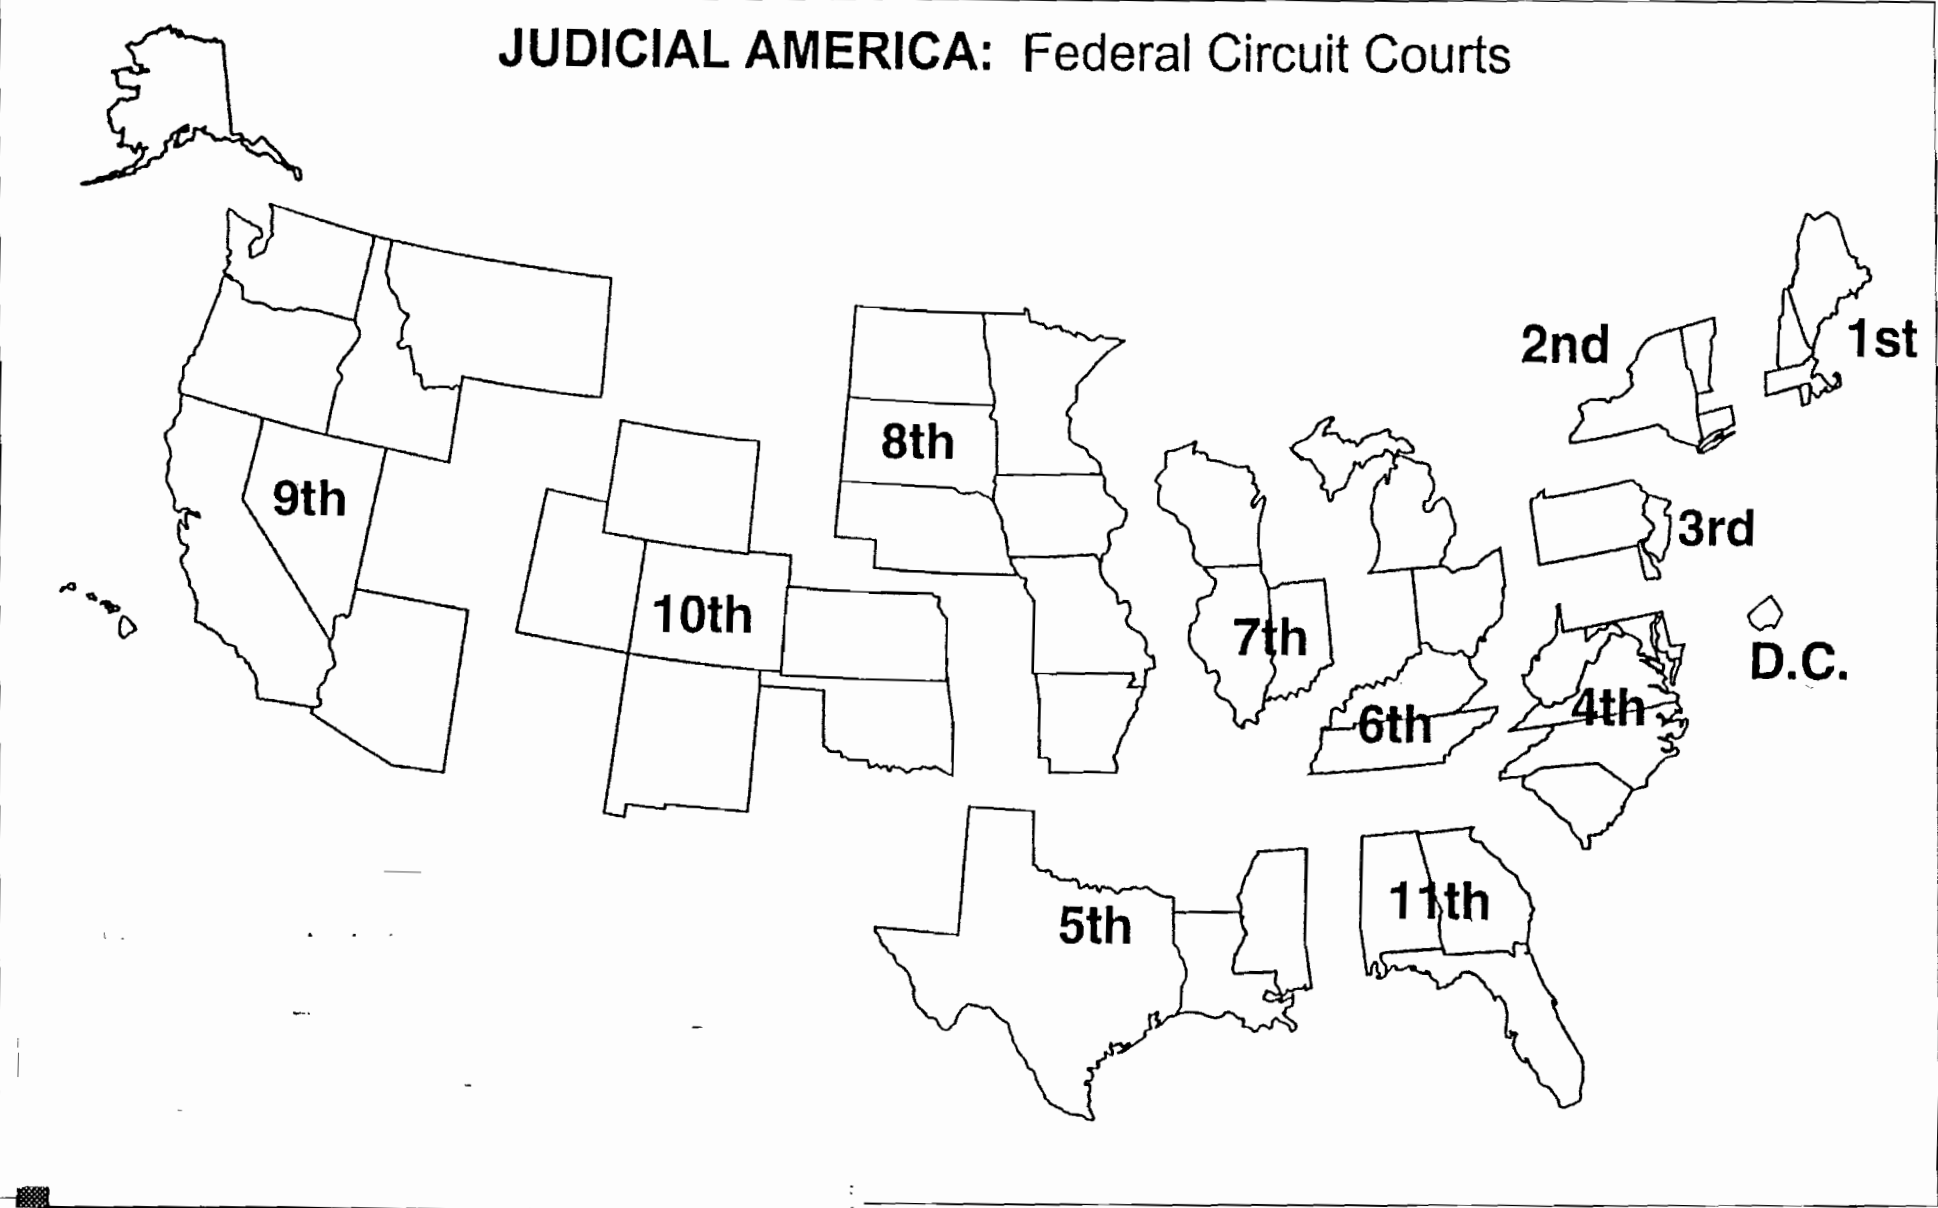 JUDICIAL AMERICA: Federal Circuit Courts
2nd
1st
8th
9th
3rd
10th
7th
D.C.
6th
4th
11th
5th